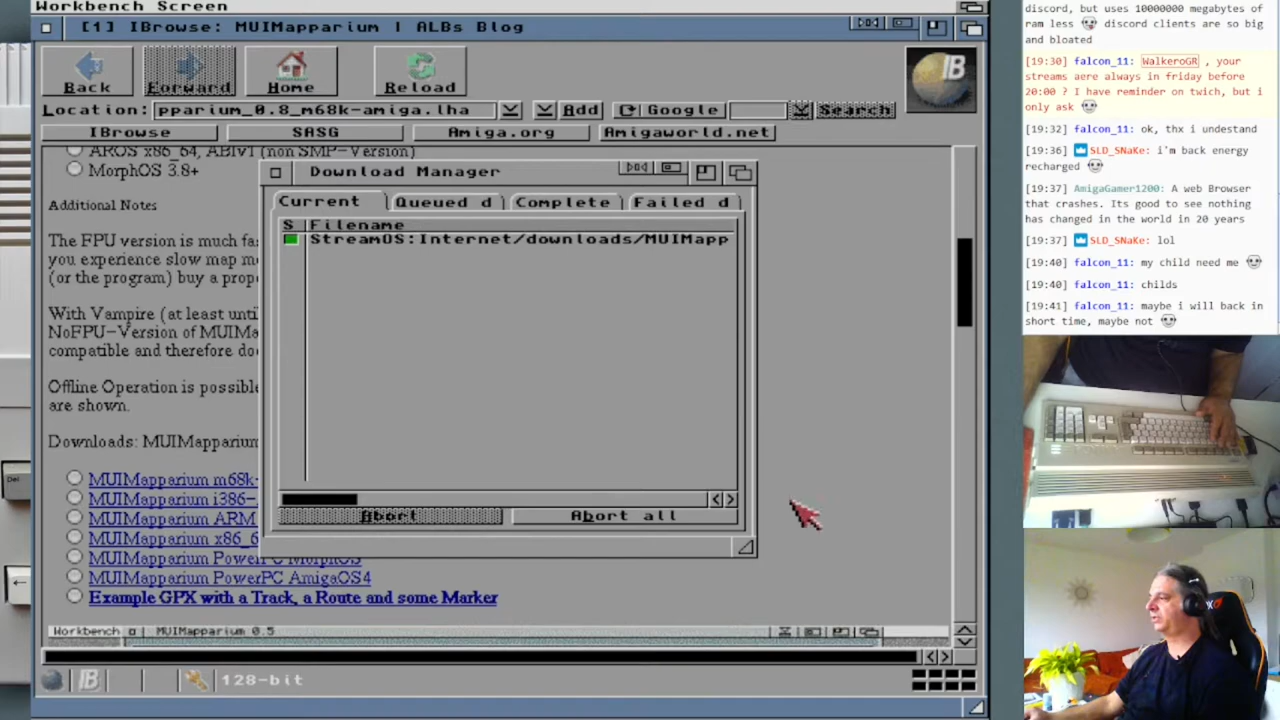 Workbench Screen
[1] IBrowse: MUIMapparium | ALBs Blog
Back
Forward
Home
Reload
IB
Location: pparium_0.8_m68k-amiga.lha
Add
Google
Search
IBrowse
SASG
Amiga.org
Amigaworld.net
AROS x86_64, ABIv1 (non SMP-Version)
MorphOS 3.8+
Additional Notes
The FPU version is much fa
you experience slow map m
(or the program) buy a prop
With Vampire (at least unti
NoFPU-Version of MUIMa
compatible and therefore do
Offline Operation is possible
are shown.
Downloads: MUIMapparium
MUIMapparium m68k-
MUIMapparium i386-
MUIMapparium ARM
MUIMapparium x86_6
MUIMapparium PowerPC MorphOS
MUIMapparium PowerPC AmigaOS4
Example GPX with a Track, a Route and some Marker
Workbench
MUIMapparium 0.5
IB
128-bit
Download Manager
Current
Queued d
Complete
Failed d
S Filename
StreamOS:Internet/downloads/MUIMapp
Abort
Abort all
discord, but uses 10000000 megabytes of
ram less discord clients are so big
and bloated
[19:30] falcon_11: WalkeroGR , your
streams aere always in friday before
20:00 ? I have reminder on twich, but i
only ask
[19:32] falcon_11: ok, thx i undestand
[19:36] SLD_SNaKe: i'm back energy
recharged
[19:37] AmigaGamer1200: A web Browser
that crashes. Its good to see nothing
has changed in the world in 20 years
[19:37] SLD_SNaKe: lol
[19:40] falcon_11: my child need me
[19:40] falcon_11: childs
[19:41] falcon_11: maybe i will back in
short time, maybe not
Del